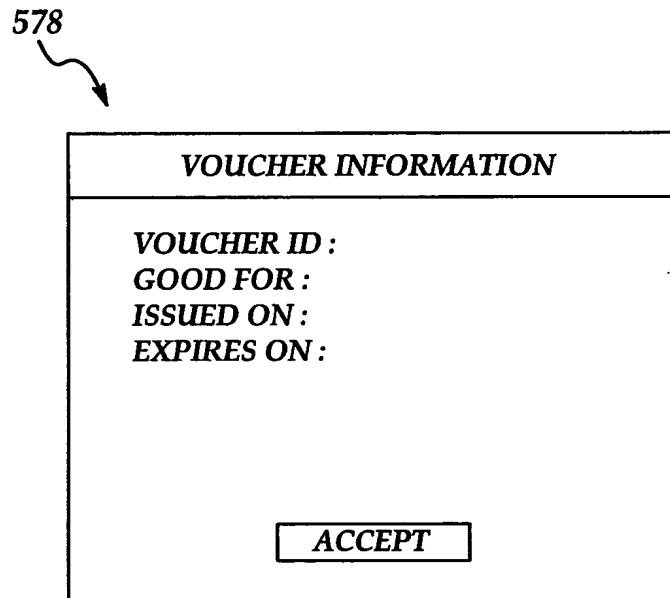 578
VOUCHER INFORMATION
VOUCHER ID :
GOOD FOR :
ISSUED ON :
EXPIRES ON :
ACCEPT